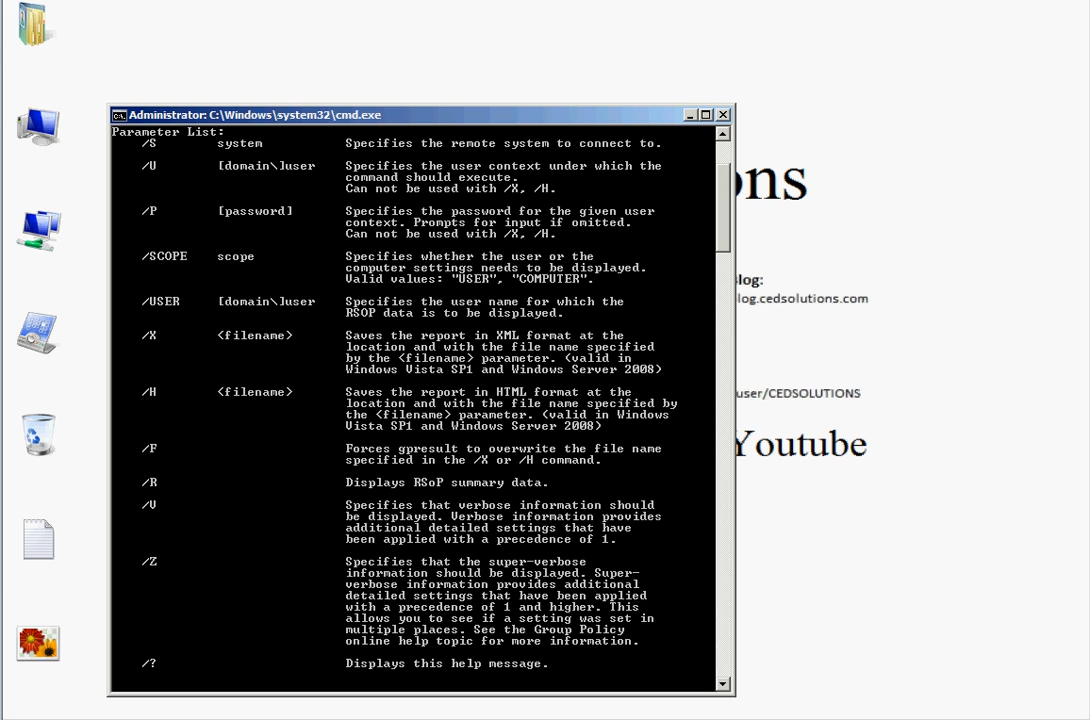 Administrator: C:\Windows\system32\cmd.exe
Parameter List:
/S system Specifies the remote system to connect to.
/U [domain\]user Specifies the user context under which the
command should execute.
Can not be used with /X, /H.
/P [password] Specifies the password for the given user
context. Prompts for input if omitted.
Can not be used with /X, /H.
/SCOPE scope Specifies whether the user or the
computer settings needs to be displayed.
Valid values: "USER", "COMPUTER".
/USER [domain\]user Specifies the user name for which the
RSOP data is to be displayed.
/X <filename> Saves the report in XML format at the
location and with the file name specified
by the <filename> parameter. (valid in
Windows Vista SP1 and Windows Server 2008)
/H <filename> Saves the report in HTML format at the
location and with the file name specified by
the <filename> parameter. (valid in Windows
Vista SP1 and Windows Server 2008)
/F Forces gpresult to overwrite the file name
specified in the /X or /H command.
/R Displays RSoP summary data.
/V Specifies that verbose information should
be displayed. Verbose information provides
additional detailed settings that have
been applied with a precedence of 1.
/Z Specifies that the super-verbose
information should be displayed. Super-
verbose information provides additional
detailed settings that have been applied
with a precedence of 1 and higher. This
allows you to see if a setting was set in
multiple places. See the Group Policy
online help topic for more information.
/? Displays this help message.
ons
log:
log.cedsolutions.com
user/CEDSOLUTIONS
Youtube